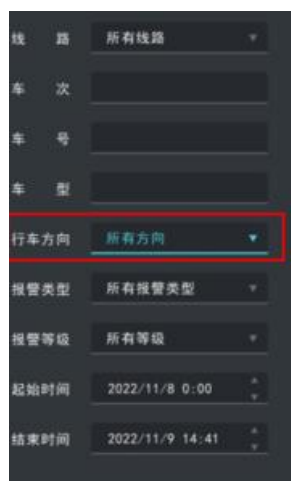 线 路 所有线路
车 次
车 号
车 型
行车方向 所有方向
报警类型 所有报警类型
报警等级 所有等级
起始时间 2022/11/8 0:00
结束时间 2022/11/9 14:41